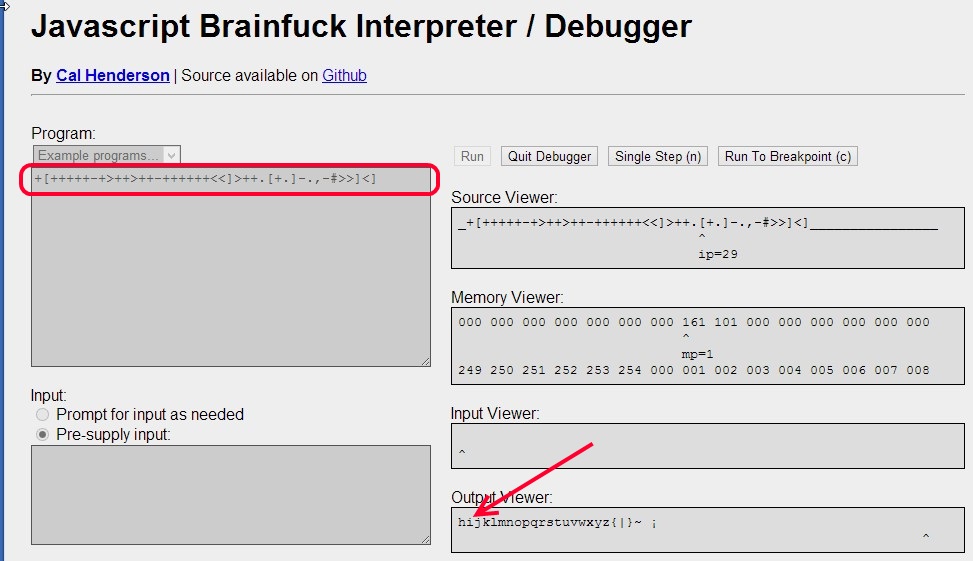 Javascript Brainfuck Interpreter / Debugger
By Cal Henderson | Source available on Github
Program:
Example programs...
+[+++++-+>++>++-++++++<<]>++.[+.]-.,-#>>]<]
Run
Quit Debugger
Single Step (n)
Run To Breakpoint (c)
Source Viewer:
_+[+++++-+>++>++-++++++<<]>++.[+.]-.,-#>>]<]________________
^
ip=29
Memory Viewer:
000 000 000 000 000 000 000 161 101 000 000 000 000 000 000
^
mp=1
249 250 251 252 253 254 000 001 002 003 004 005 006 007 008
Input:
Prompt for input as needed
Pre-supply input:
Input Viewer:
^
Output Viewer:
hijklmnopqrstuvwxyz{|}~ ¡
^